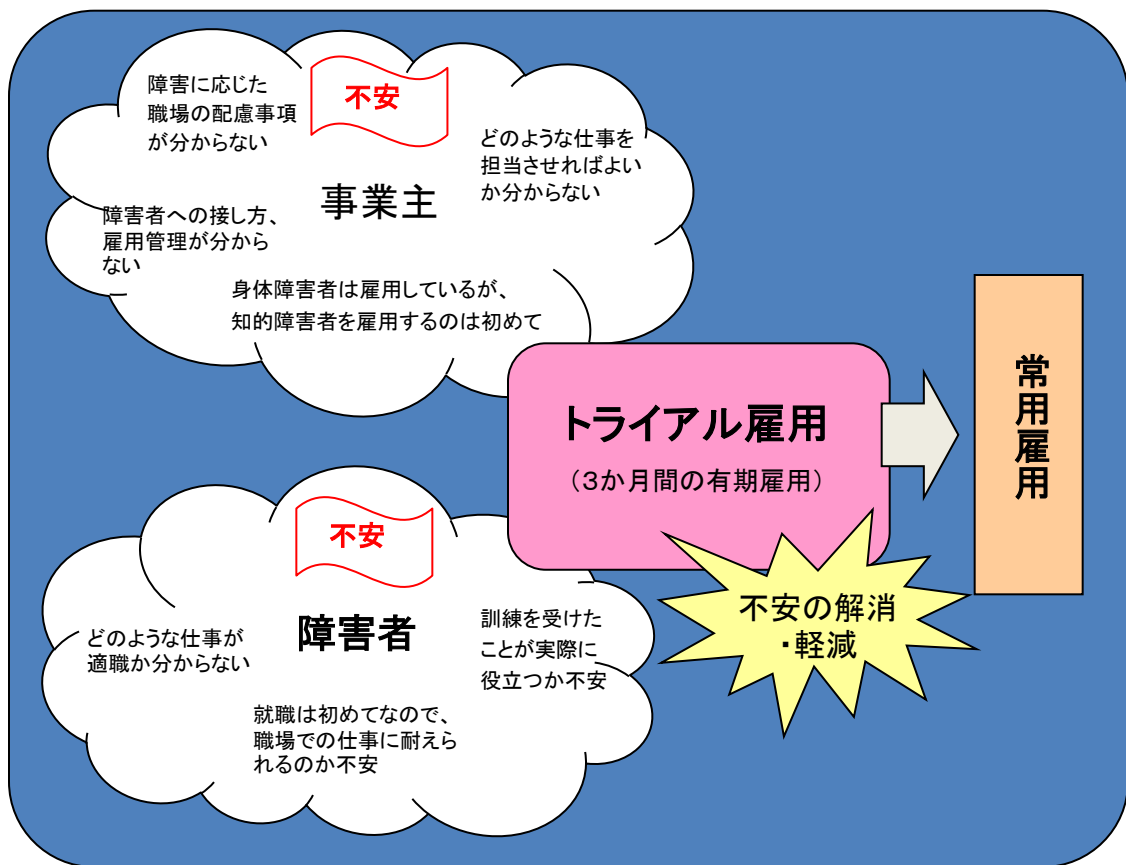 不安
障害に応じた
職場の配慮事項
が分からない
どのような仕事を
担当させればよい
か分からない
事業主
障害者への接し方、
雇用管理が分から
ない
身体障害者は雇用しているが、
知的障害者を雇用するのは初めて
トライアル雇用
（３か月間の有期雇用）
常用雇用
不安の解消
・軽減
不安
障害者
どのような仕事が
適職か分からない
訓練を受けた
ことが実際に
役立つか不安
就職は初めてなので、
職場での仕事に耐えら
れるのか不安